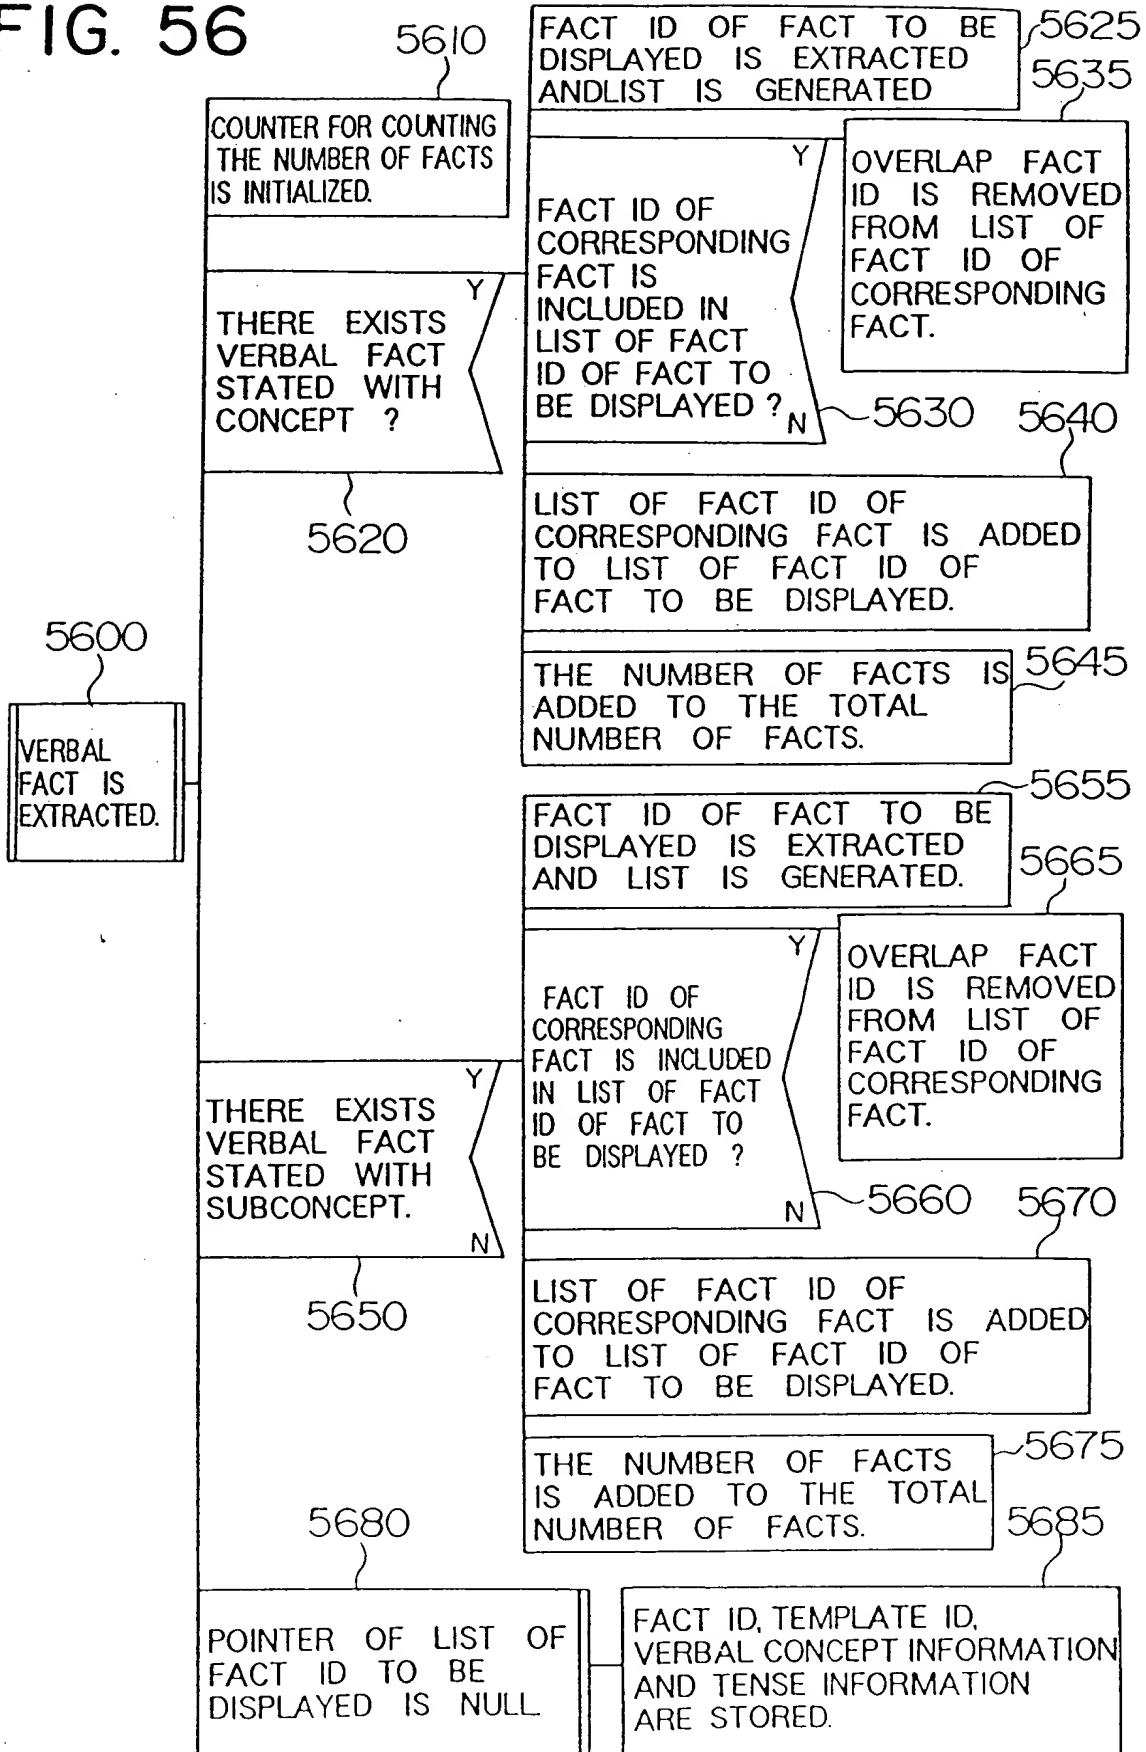 FIG. 56
5610
COUNTER FOR COUNTING
THE NUMBER OF FACTS
IS INITIALIZED.
FACT ID OF FACT TO BE
DISPLAYED IS EXTRACTED
ANDLIST IS GENERATED
5625
5635
Y
THERE EXISTS
VERBAL FACT
STATED WITH
CONCEPT ?
5620
Y
FACT ID OF
CORRESPONDING
FACT IS
INCLUDED IN
LIST OF FACT
ID OF FACT TO
BE DISPLAYED ?
N
5630
OVERLAP FACT
ID IS REMOVED
FROM LIST OF
FACT ID OF
CORRESPONDING
FACT.
5640
LIST OF FACT ID OF
CORRESPONDING FACT IS ADDED
TO LIST OF FACT ID OF
FACT TO BE DISPLAYED.
5600
VERBAL
FACT IS
EXTRACTED.
THE NUMBER OF FACTS IS
ADDED TO THE TOTAL
NUMBER OF FACTS.
5645
5655
FACT ID OF FACT TO BE
DISPLAYED IS EXTRACTED
AND LIST IS GENERATED.
5665
Y
FACT ID OF
CORRESPONDING
FACT IS INCLUDED
IN LIST OF FACT
ID OF FACT TO
BE DISPLAYED ?
N
5660
OVERLAP FACT
ID IS REMOVED
FROM LIST OF
FACT ID OF
CORRESPONDING
FACT.
Y
THERE EXISTS
VERBAL FACT
STATED WITH
SUBCONCEPT.
N
5650
5670
LIST OF FACT ID OF
CORRESPONDING FACT IS ADDED
TO LIST OF FACT ID OF
FACT TO BE DISPLAYED.
THE NUMBER OF FACTS
IS ADDED TO THE TOTAL
NUMBER OF FACTS.
5675
5680
POINTER OF LIST OF
FACT ID TO BE
DISPLAYED IS NULL
5685
FACT ID, TEMPLATE ID,
VERBAL CONCEPT INFORMATION
AND TENSE INFORMATION
ARE STORED.